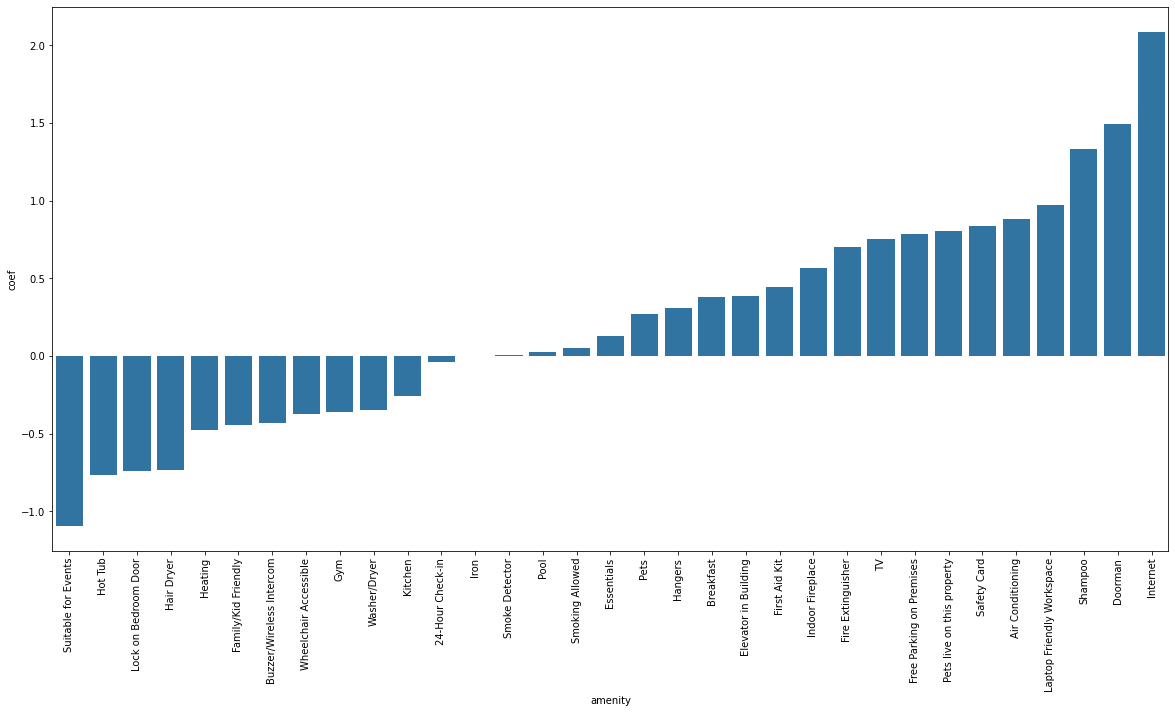 2.0
1.5
1.0
0.5
0.0
−0.5
−1.0
coef
Suitable for Events
Hot Tub
Lock on Bedroom Door
Hair Dryer
Heating
Family/Kid Friendly
Buzzer/Wireless Intercom
Wheelchair Accessible
Gym
Washer/Dryer
Kitchen
24-Hour Check-in
Iron
Smoke Detector
Pool
Smoking Allowed
Essentials
Pets
Hangers
Breakfast
Elevator in Building
First Aid Kit
Indoor Fireplace
Fire Extinguisher
TV
Free Parking on Premises
Pets live on this property
Safety Card
Air Conditioning
Laptop Friendly Workspace
Shampoo
Doorman
Internet
amenity